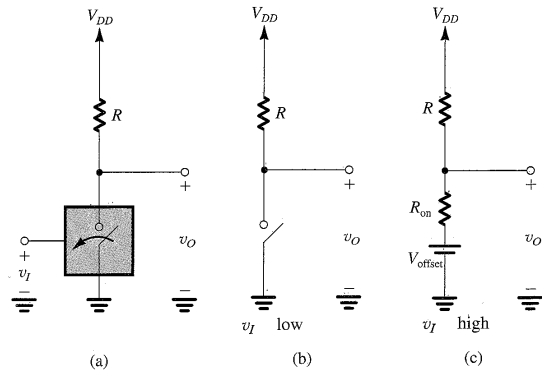 V_DD V_DD V_DD
R R R
+ + +
R_on
v_O v_O V_offset v_O
+
v_I
− − − −
v_I low v_I high
(a) (b) (c)